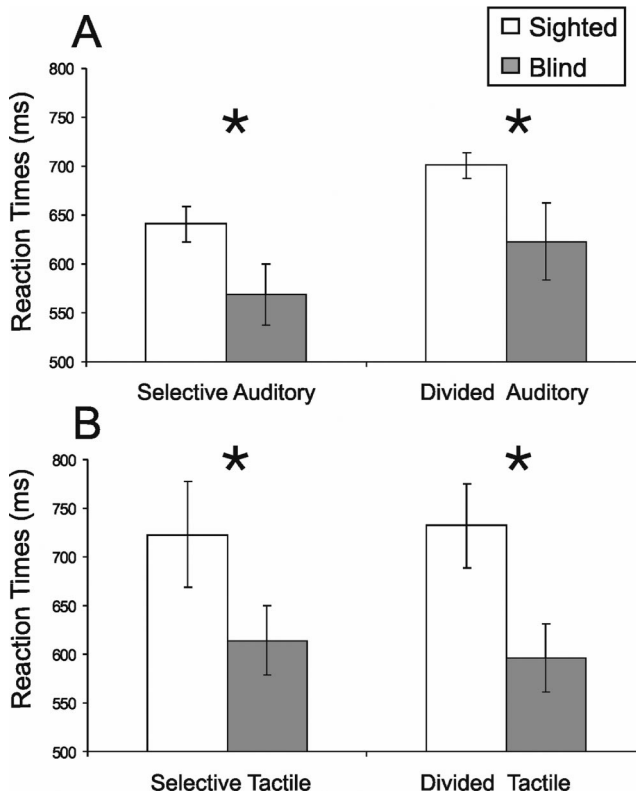 A
Sighted
Blind
Reaction Times (ms)
800
750
700
650
600
550
500
*
*
Selective Auditory
Divided Auditory
B
Reaction Times (ms)
800
750
700
650
600
550
500
*
*
Selective Tactile
Divided Tactile